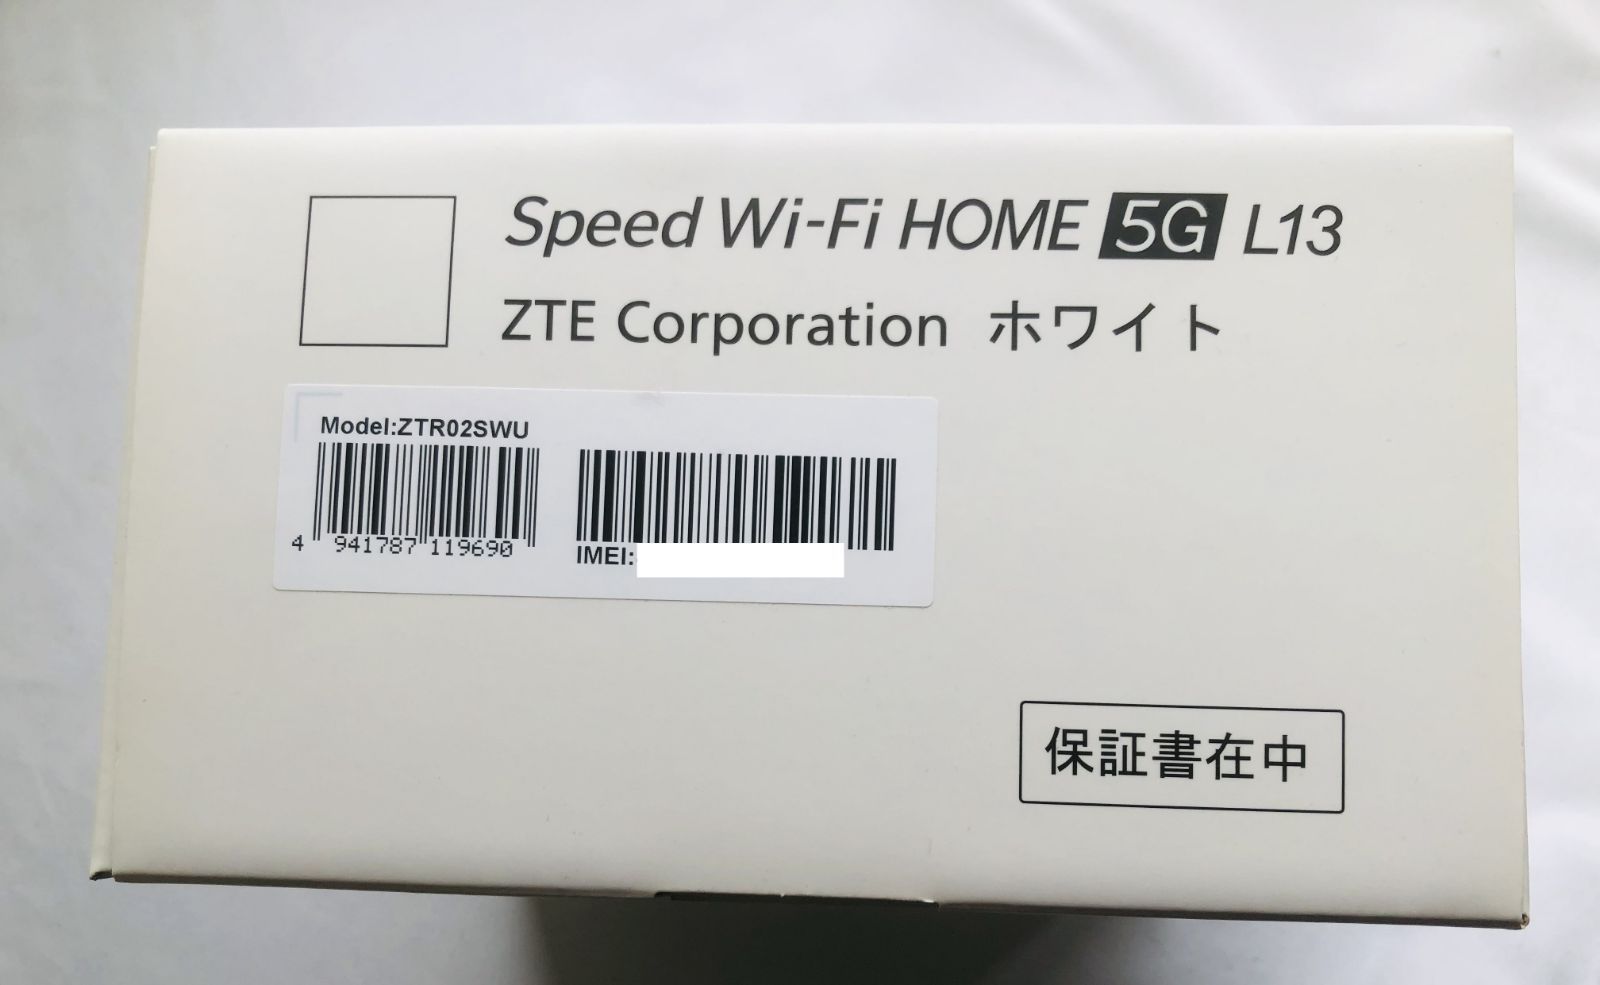 Speed Wi-Fi HOME 5G L13
ZTE Corporation ホワイト
Model:ZTR02SWU
4 941787 119690
IMEI:
保証書在中